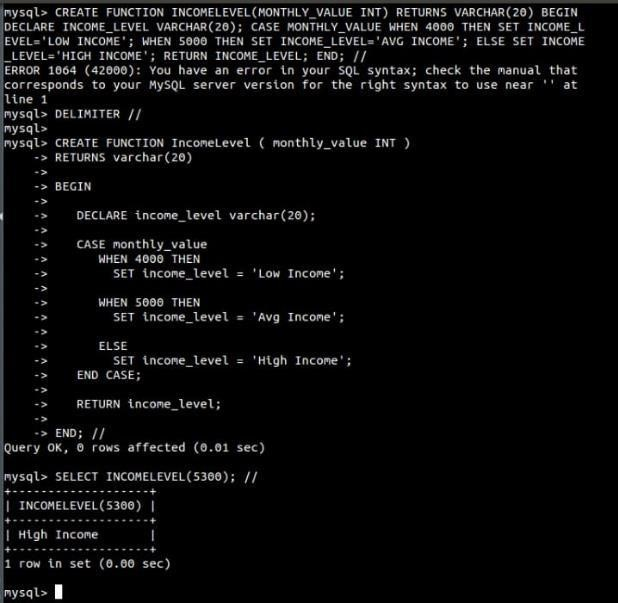 mysql> CREATE FUNCTION INCOMELEVEL(MONTHLY_VALUE INT) RETURNS VARCHAR(20) BEGIN
DECLARE INCOME_LEVEL VARCHAR(20); CASE MONTHLY_VALUE WHEN 4000 THEN SET INCOME_L
EVEL='LOW INCOME'; WHEN 5000 THEN SET INCOME_LEVEL='AVG INCOME'; ELSE SET INCOME
_LEVEL='HIGH INCOME'; RETURN INCOME_LEVEL; END; //
ERROR 1064 (42000): You have an error in your SQL syntax; check the manual that
corresponds to your MySQL server version for the right syntax to use near '' at
line 1
mysql> DELIMITER //
mysql>
mysql> CREATE FUNCTION IncomeLevel ( monthly_value INT )
    -> RETURNS varchar(20)
    ->
    -> BEGIN
    ->
    ->    DECLARE income_level varchar(20);
    ->
    ->    CASE monthly_value
    ->       WHEN 4000 THEN
    ->         SET income_level = 'Low Income';
    ->
    ->       WHEN 5000 THEN
    ->         SET income_level = 'Avg Income';
    ->
    ->       ELSE
    ->         SET income_level = 'High Income';
    ->    END CASE;
    ->
    ->    RETURN income_level;
    ->
    -> END; //
Query OK, 0 rows affected (0.01 sec)

mysql> SELECT INCOMELEVEL(5300); //
+-------------------+
| INCOMELEVEL(5300) |
+-------------------+
| High Income       |
+-------------------+
1 row in set (0.00 sec)

mysql>